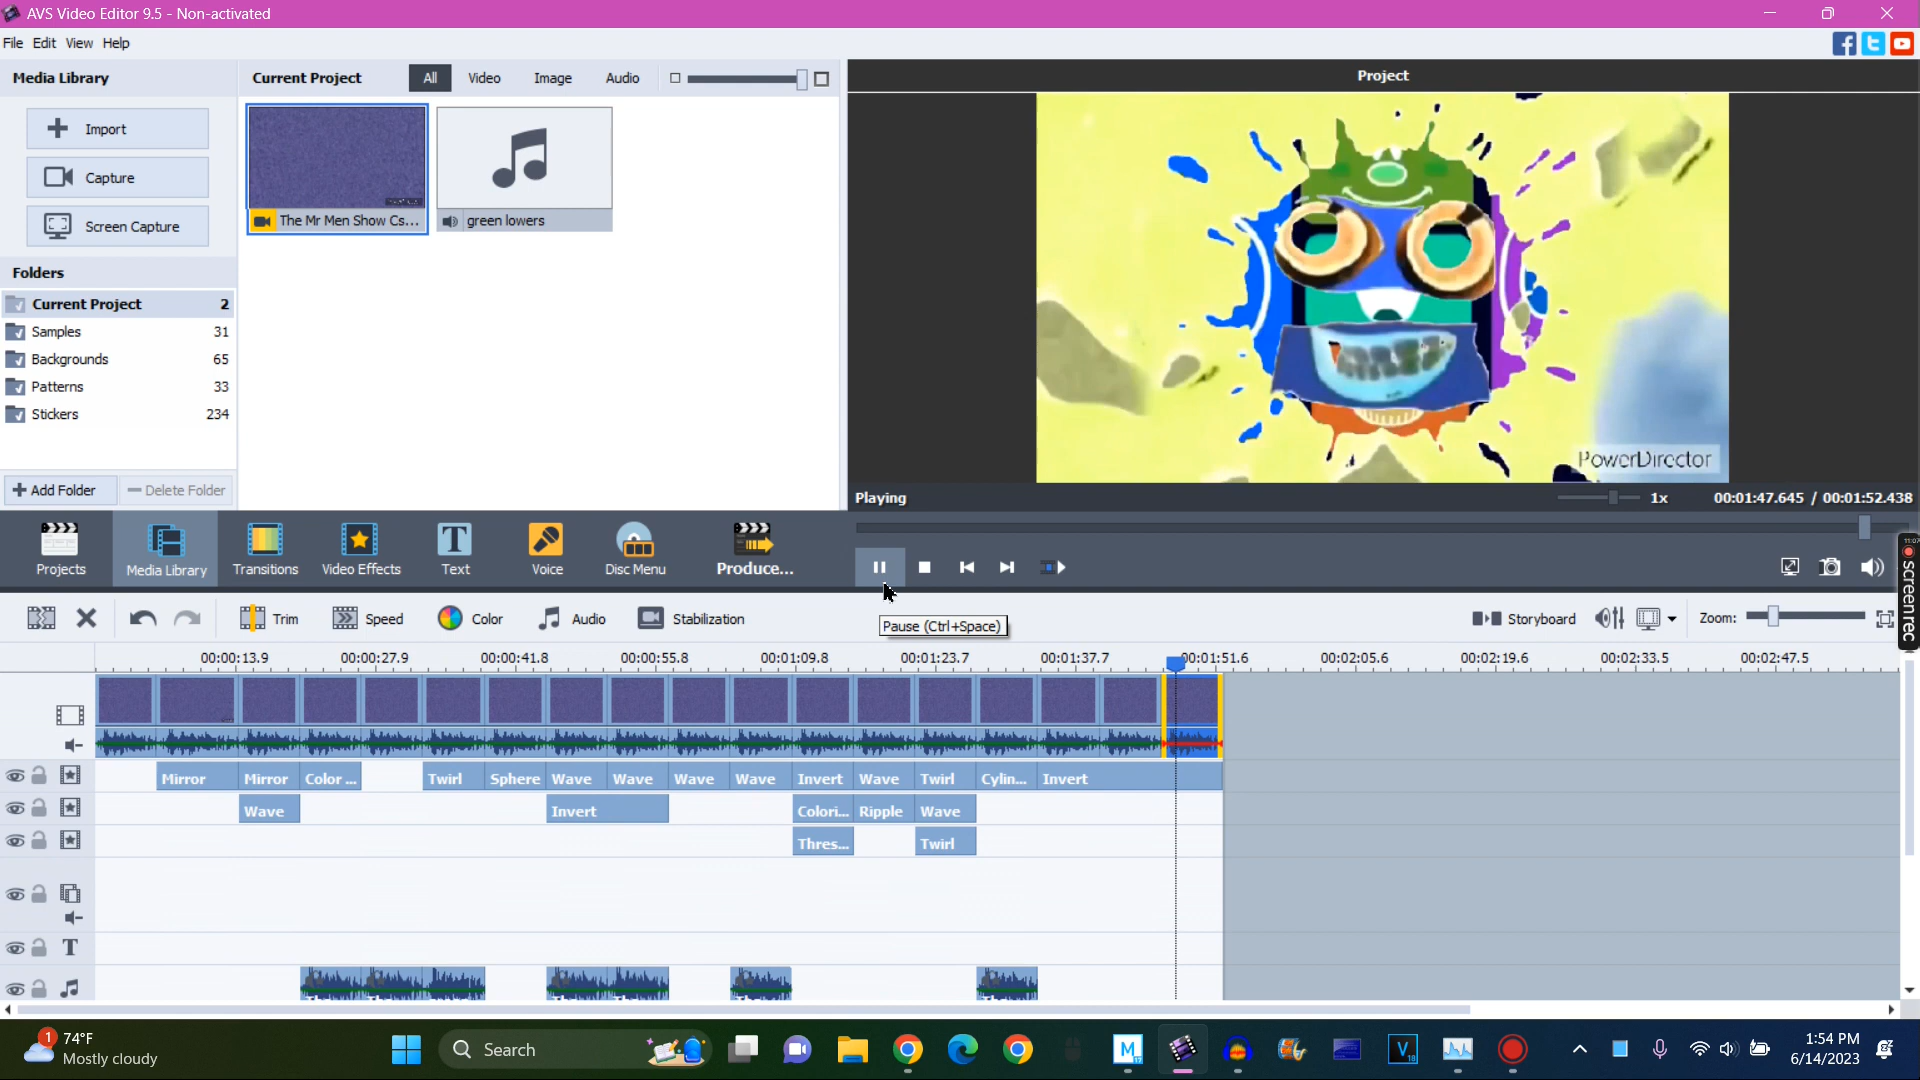 AVS Video Editor 9.5 - Non-activated
File Edit View Help
Media Library
Current Project
All
Video
Image
Audio
Project
Import
Capture
Screen Capture
The Mr Men Show Cs...
green lowers
Folders
Current Project 2
Samples 31
Backgrounds 65
Patterns 33
Stickers 234
PowerDirector
Add Folder
Delete Folder
Playing
1x
00:01:47.645 / 00:01:52.438
Projects
Media Library
Transitions
Video Effects
Text
Voice
Disc Menu
Produce...
11:07
screenrec
Trim
Speed
Color
Audio
Stabilization
Pause (Ctrl+Space)
Storyboard
Zoom:
00:00:13.9 00:00:27.9 00:00:41.8 00:00:55.8 00:01:09.8 00:01:23.7 00:01:37.7 00:01:51.6 00:02:05.6 00:02:19.6 00:02:33.5 00:02:47.5
Mirror Mirror Color ... Twirl Sphere Wave Wave Wave Wave Invert Wave Twirl Cylin... Invert
Wave Invert Colori... Ripple Wave
Thres... Twirl
T
1
74°F
Mostly cloudy
Search
M
V
18
1:54 PM
6/14/2023